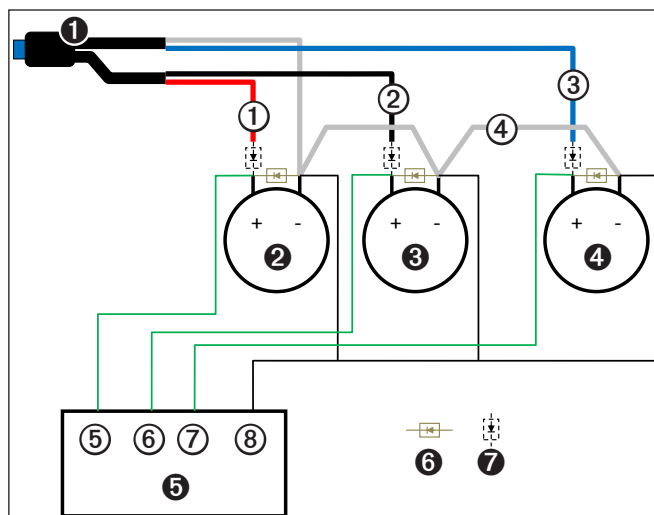 ❶
① ② ③
④
+ - + - + -
❷ ❸ ❹
⑤ ⑥ ⑦ ⑧
❺
❻ ❼